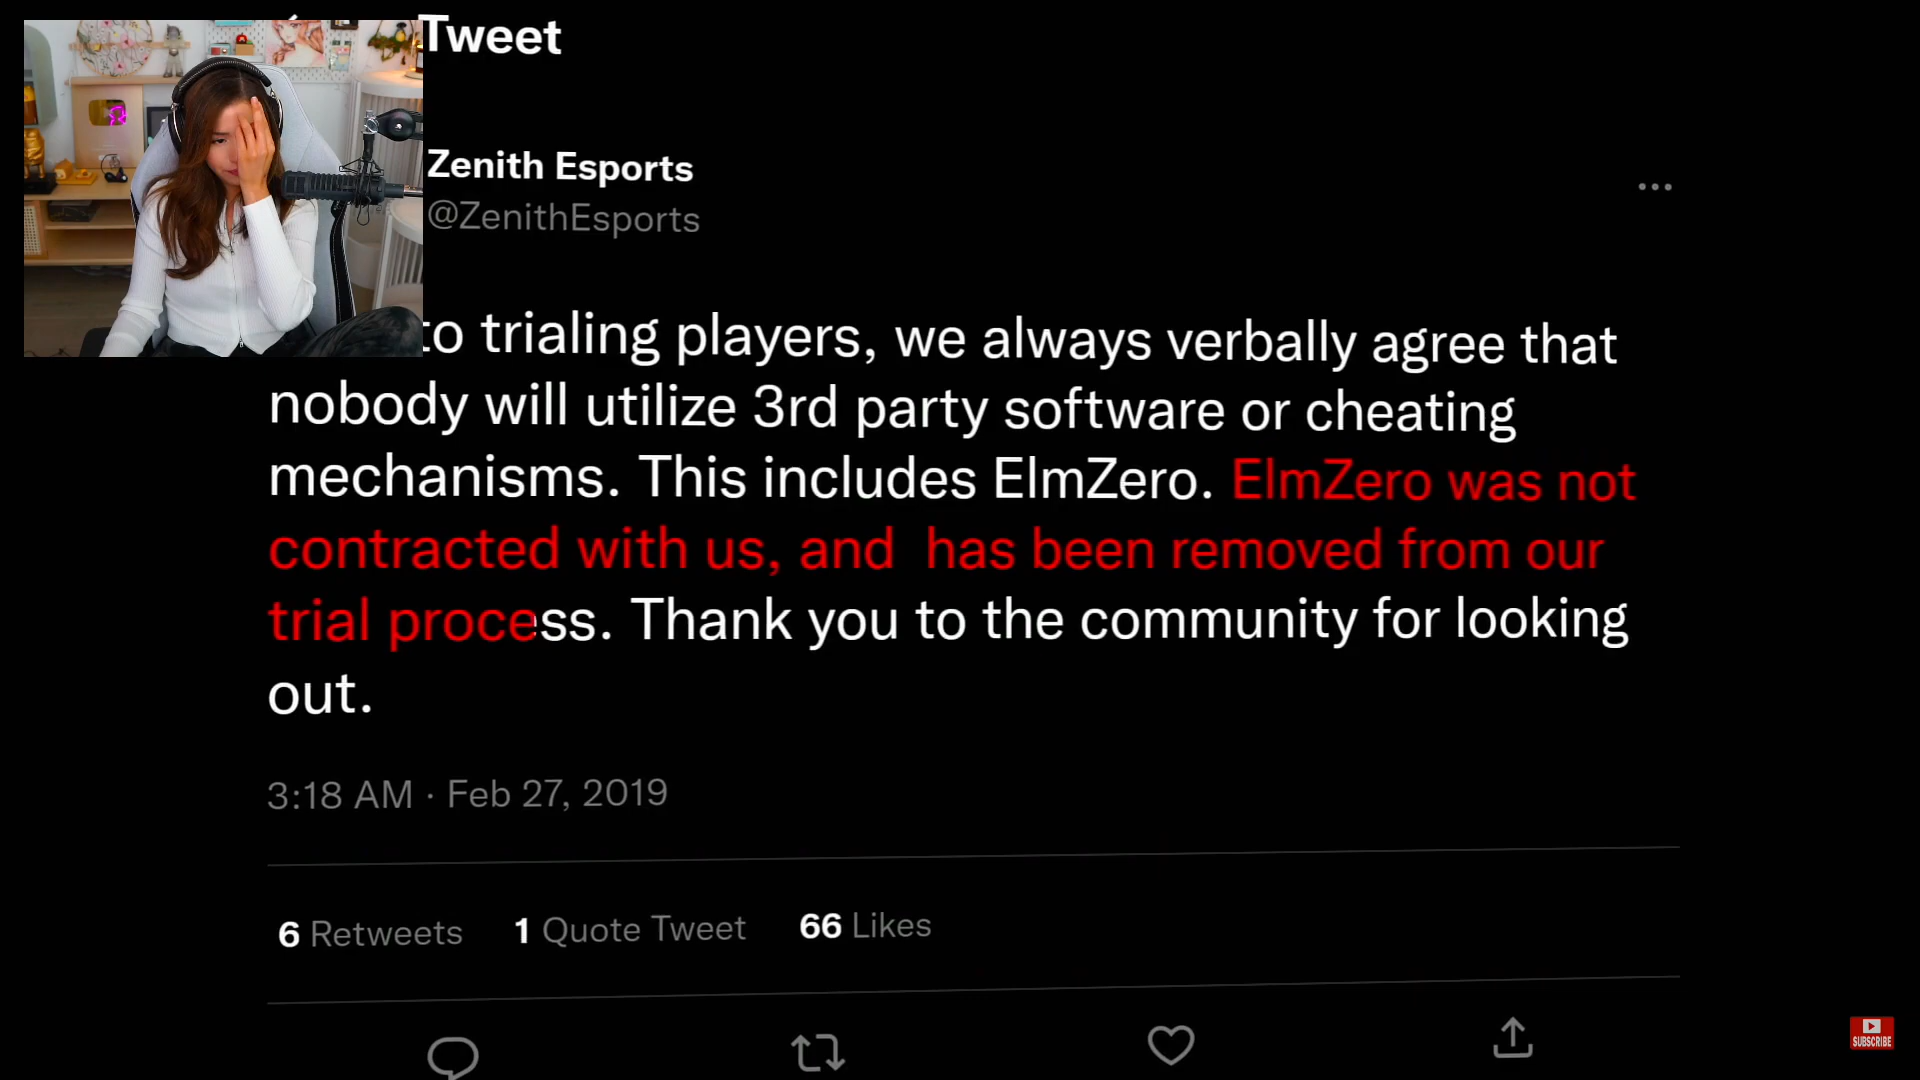 Tweet
Zenith Esports
@ZenithEsports
to trialing players, we always verbally agree that
nobody will utilize 3rd party software or cheating
mechanisms. This includes ElmZero. ElmZero was not
contracted with us, and has been removed from our
trial process. Thank you to the community for looking
out.
3:18 AM · Feb 27, 2019
6 Retweets 1 Quote Tweet 66 Likes
SUBSCRIBE